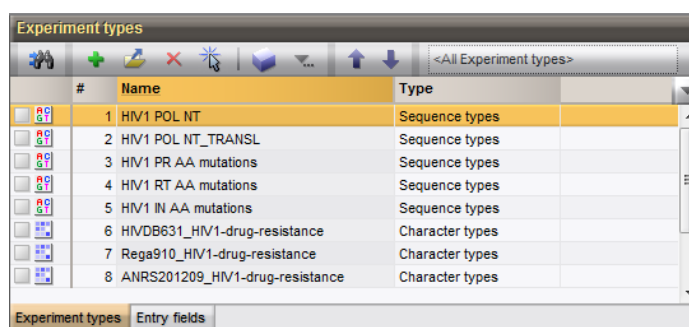 Experiment types
<All Experiment types>
# Name Type
1 HIV1 POL NT Sequence types
2 HIV1 POL NT_TRANSL Sequence types
3 HIV1 PR AA mutations Sequence types
4 HIV1 RT AA mutations Sequence types
5 HIV1 IN AA mutations Sequence types
6 HIVDB631_HIV1-drug-resistance Character types
7 Rega910_HIV1-drug-resistance Character types
8 ANRS201209_HIV1-drug-resistance Character types
Experiment types Entry fields